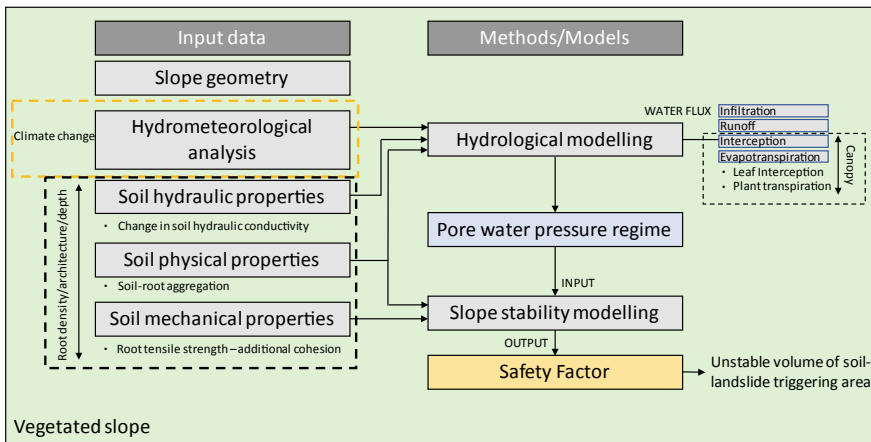 Input data
Methods/Models
Slope geometry
Climate change
Hydrometeorological
analysis
Hydrological modelling
WATER FLUX
Infiltration
Runoff
Interception
Evapotranspiration
· Leaf Interception
· Plant transpiration
Canopy
Root density/architecture/depth
Soil hydraulic properties
· Change in soil hydraulic conductivity
Pore water pressure regime
Soil physical properties
· Soil-root aggregation
INPUT
Soil mechanical properties
· Root tensile strength–additional cohesion
Slope stability modelling
OUTPUT
Safety Factor
Unstable volume of soil-
landslide triggering area
Vegetated slope